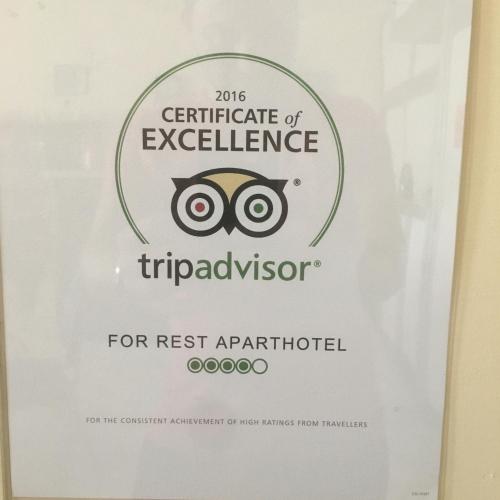 2016
CERTIFICATE of
EXCELLENCE
®
tripadvisor®
FOR REST APARTHOTEL
FOR THE CONSISTENT ACHIEVEMENT OF HIGH RATINGS FROM TRAVELLERS